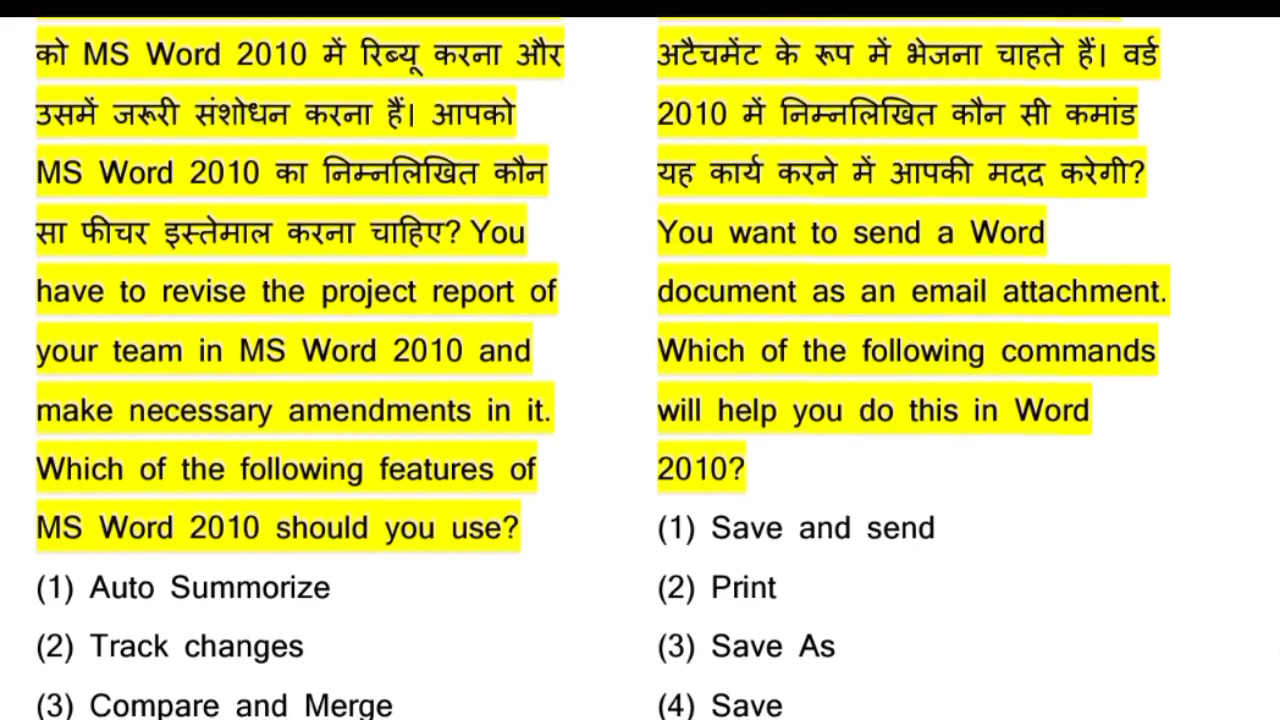 को MS Word 2010 में रिब्यू करना और
उसमें जरूरी संशोधन करना हैं। आपको
MS Word 2010 का निम्नलिखित कौन
सा फीचर इस्तेमाल करना चाहिए? You
have to revise the project report of
your team in MS Word 2010 and
make necessary amendments in it.
Which of the following features of
MS Word 2010 should you use?
(1) Auto Summorize
(2) Track changes
(3) Compare and Merge
अटैचमेंट के रूप में भेजना चाहते हैं। वर्ड
2010 में निम्नलिखित कौन सी कमांड
यह कार्य करने में आपकी मदद करेगी?
You want to send a Word
document as an email attachment.
Which of the following commands
will help you do this in Word
2010?
(1) Save and send
(2) Print
(3) Save As
(4) Save